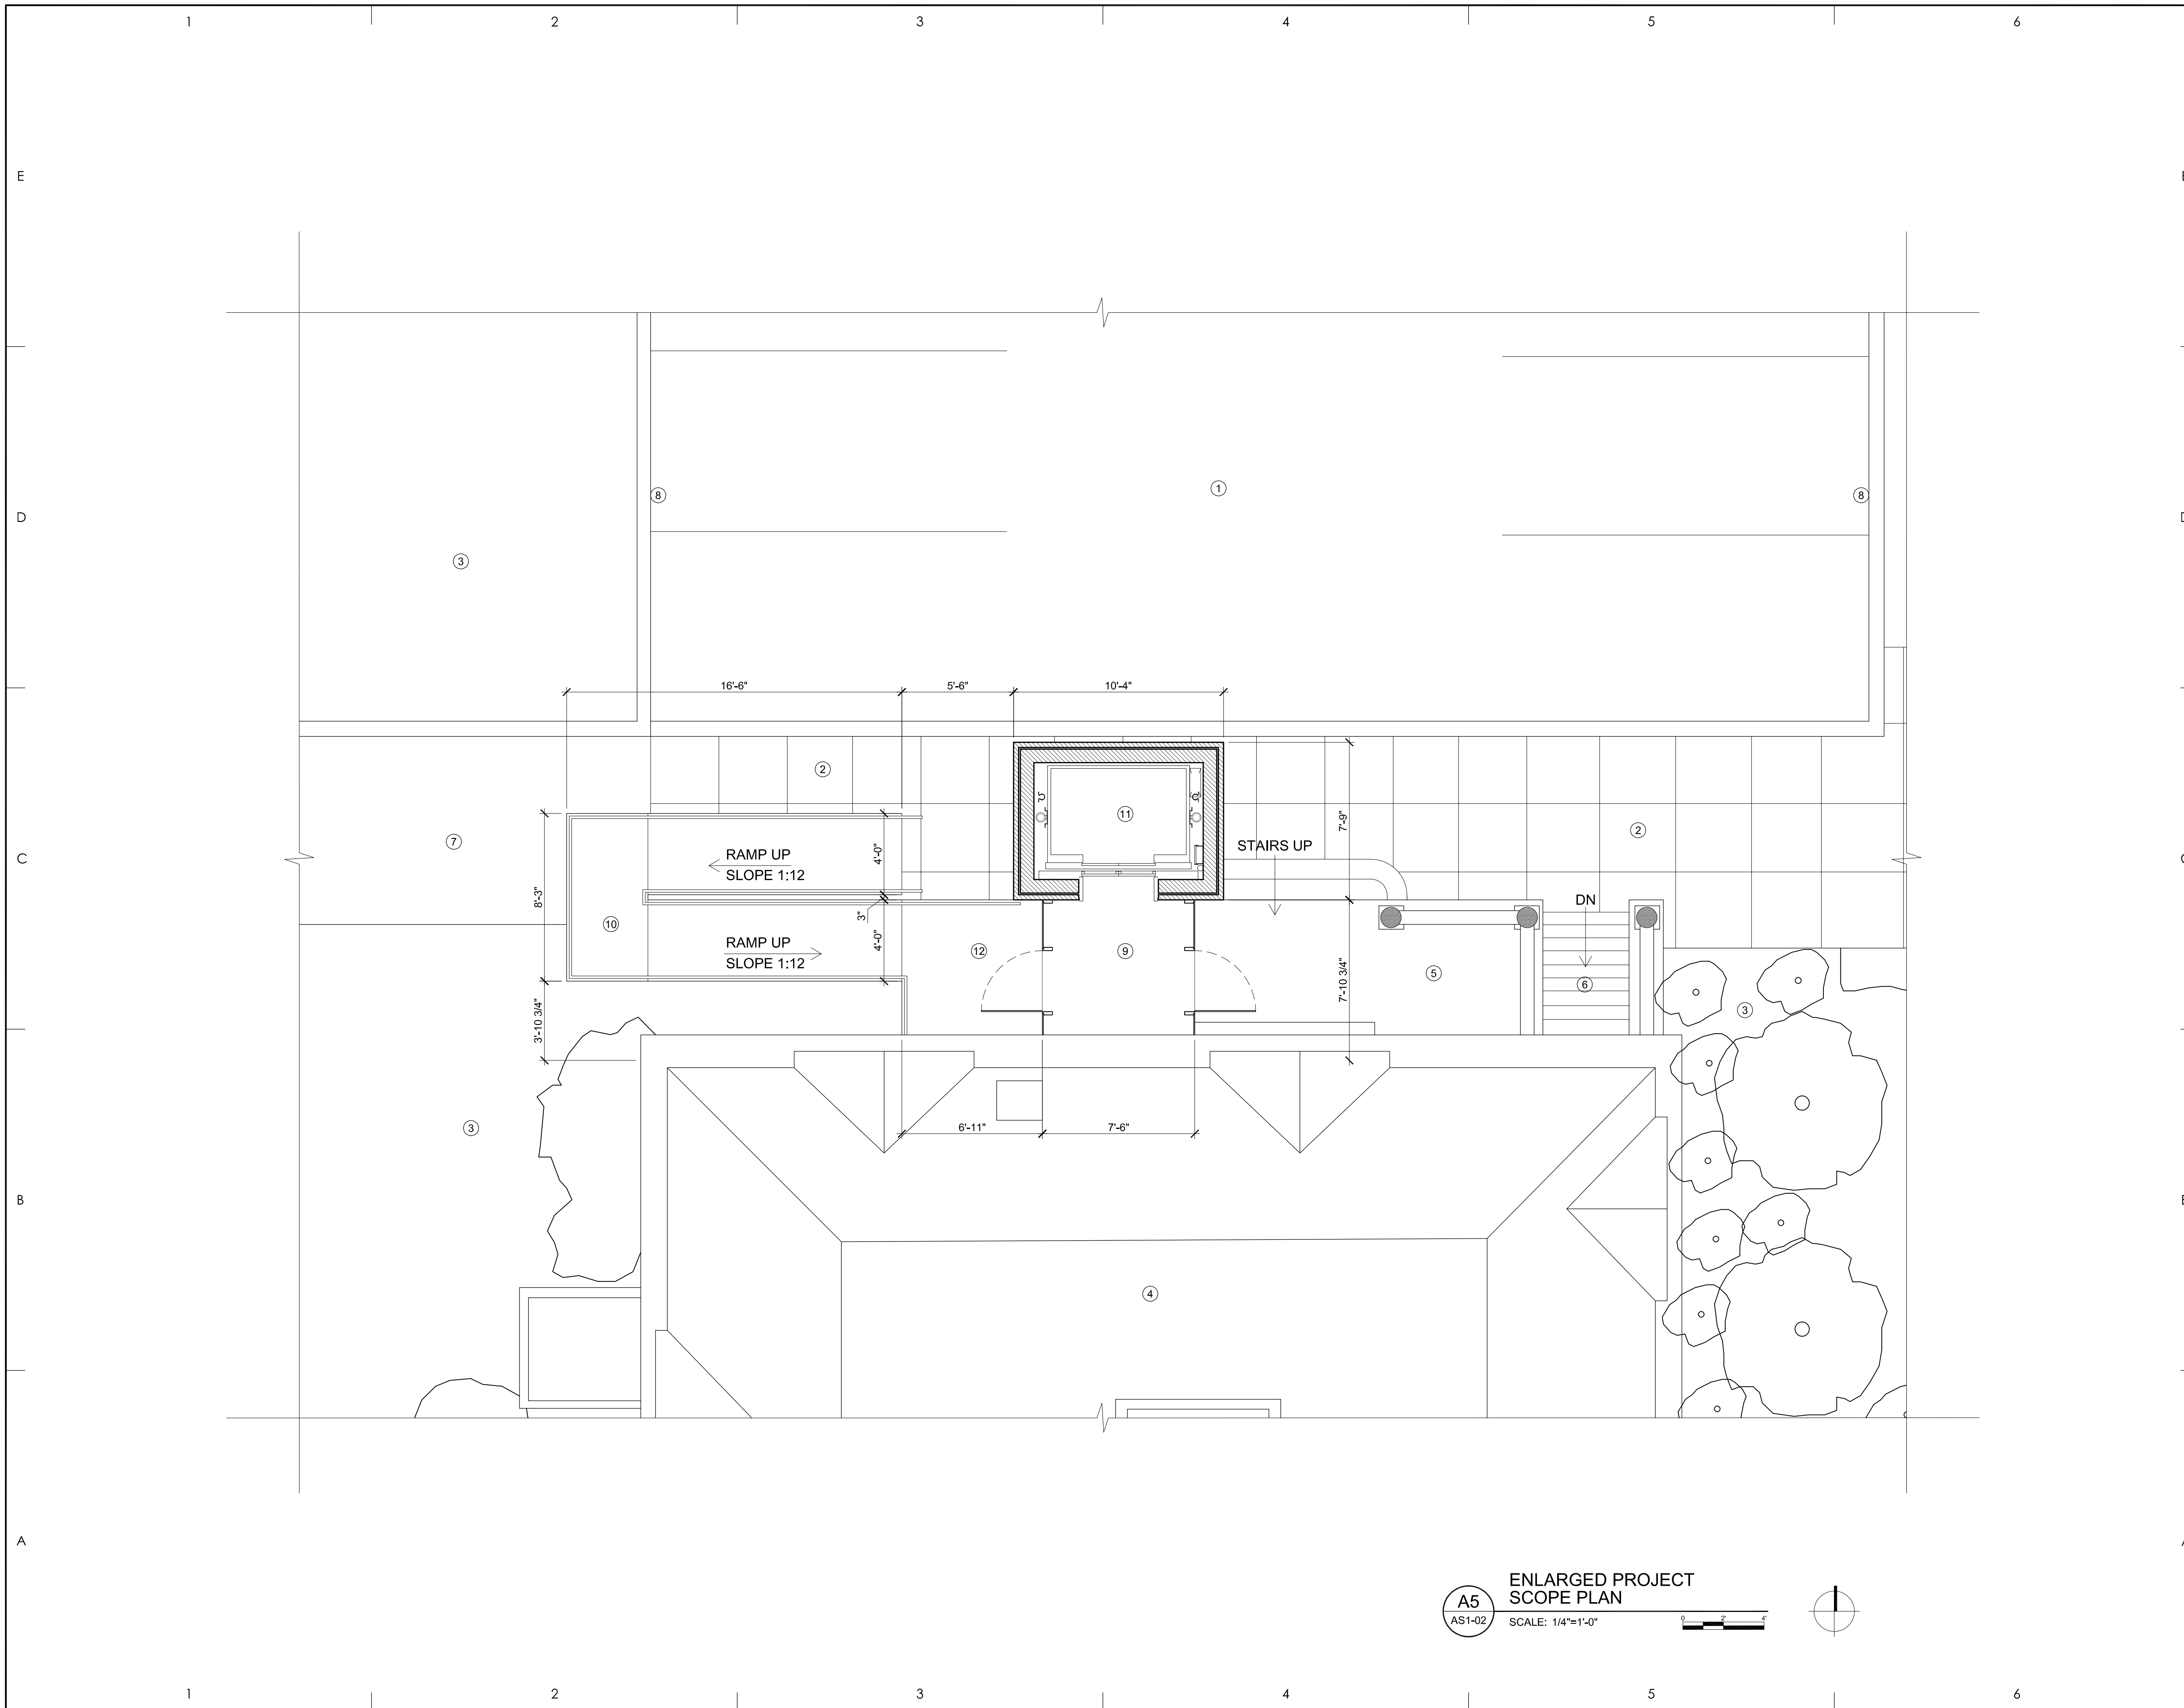 1 2 3 4 5 6
E
D
C
B
A
8
1
8
3
16'-6"
5'-6"
10'-4"
2
11
7'-9"
2
7
STAIRS UP
RAMP UP
SLOPE 1:12
4'-0"
8'-3"
3"
10
RAMP UP
SLOPE 1:12
4'-0"
12
9
DN
5
6
7'-10 3/4"
3
3'-10 3/4"
3
6'-11"
7'-6"
4
A5
AS1-02
ENLARGED PROJECT
SCOPE PLAN
SCALE: 1/4"=1'-0"
0 2' 4'
1 2 3 4 5 6